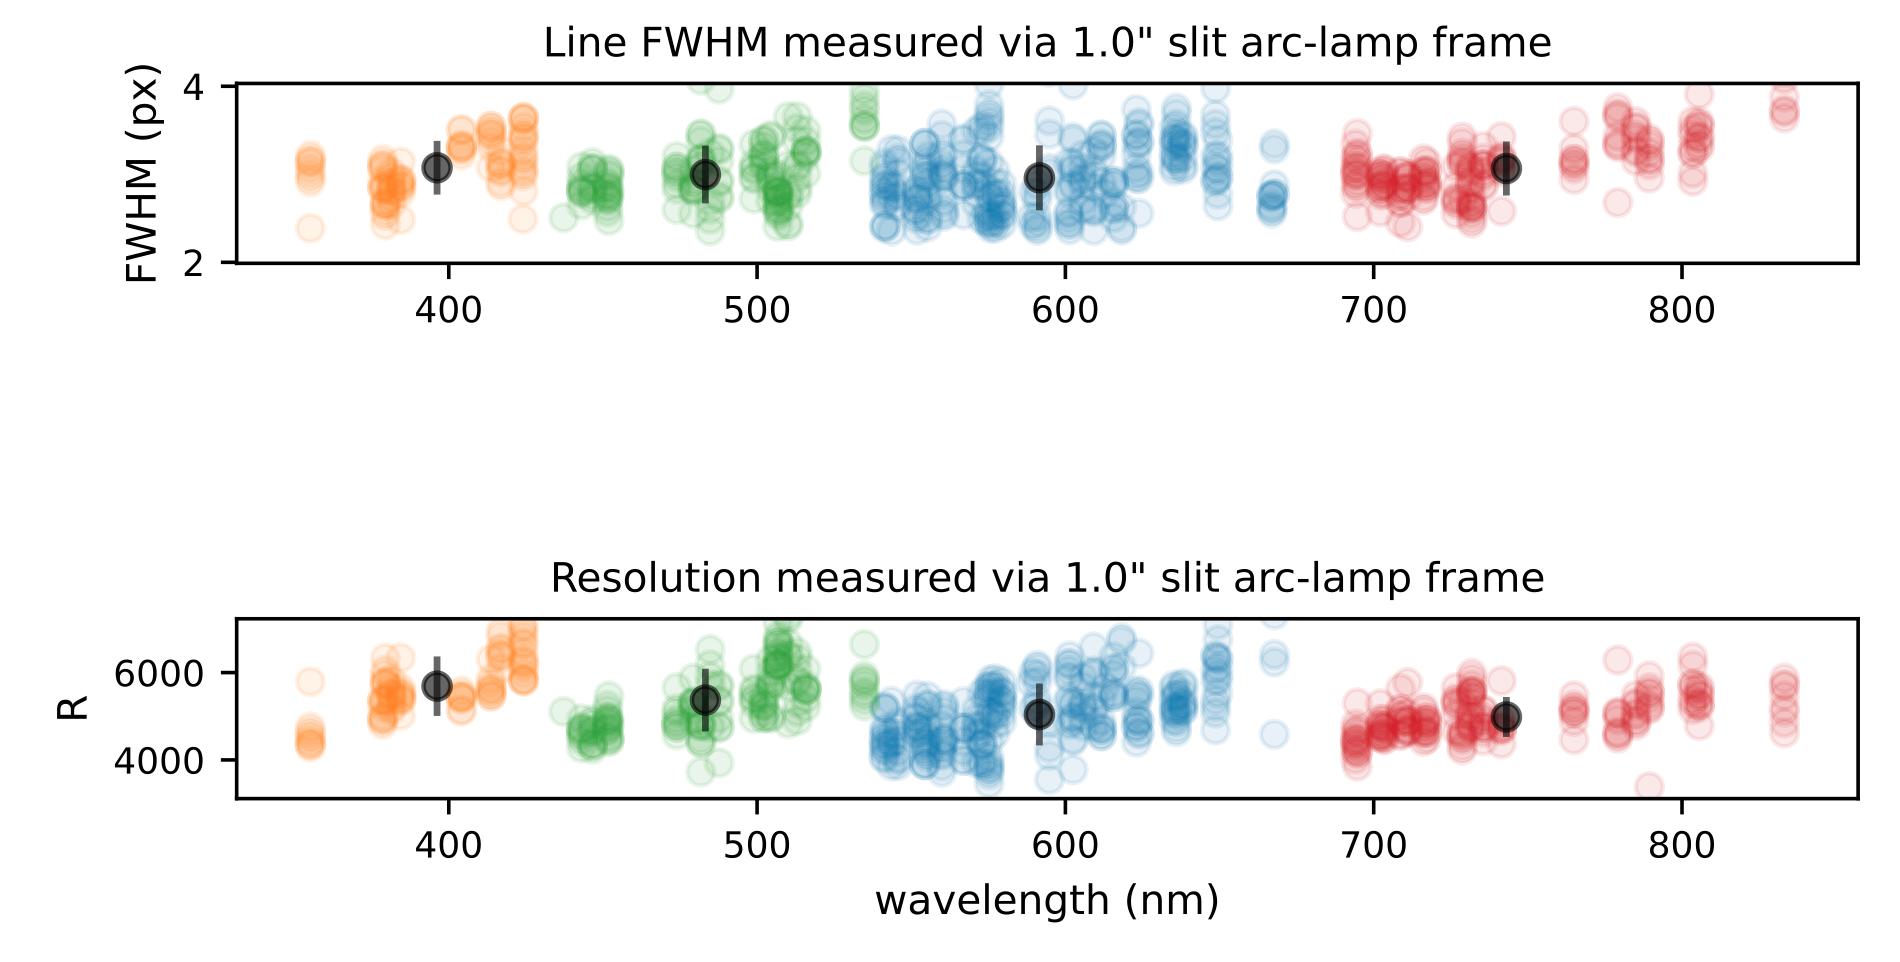 Line FWHM measured via 1.0" slit arc-lamp frame
FWHM (px)
4
2
400 500 600 700 800
Resolution measured via 1.0" slit arc-lamp frame
R
6000
4000
400 500 600 700 800
wavelength (nm)